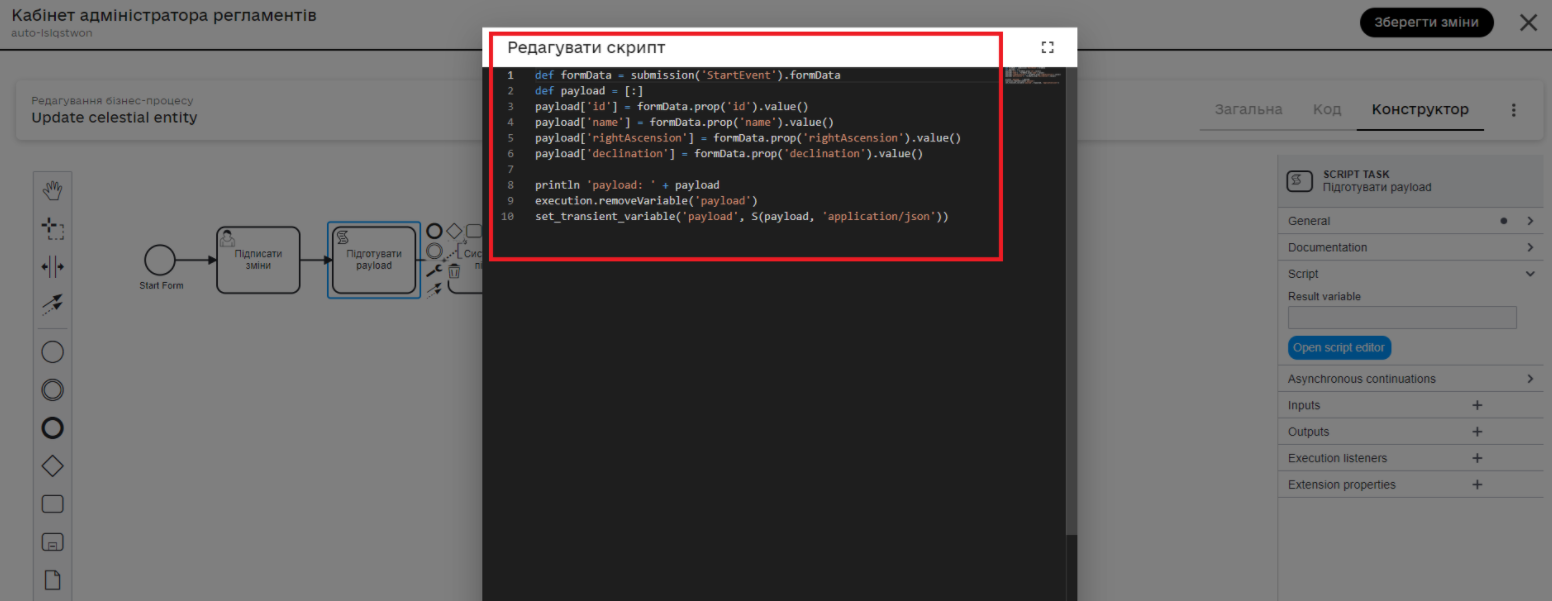 Кабінет адміністратора регламентів
auto-lslqstwon
Зберегти зміни
Редагування бізнес-процесу
Update celestial entity
Загальна
Код
Конструктор
Start Form
Підписати
зміни
Підготувати
payload
Сис
Редагувати скрипт
1 def formData = submission('StartEvent').formData
2 def payload = [:]
3 payload['id'] = formData.prop('id').value()
4 payload['name'] = formData.prop('name').value()
5 payload['rightAscension'] = formData.prop('rightAscension').value()
6 payload['declination'] = formData.prop('declination').value()
7
8 println 'payload: ' + payload
9 execution.removeVariable('payload')
10 set_transient_variable('payload', S(payload, 'application/json'))
SCRIPT TASK
Підготувати payload
General
Documentation
Script
Result variable
Open script editor
Asynchronous continuations
Inputs
Outputs
Execution listeners
Extension properties